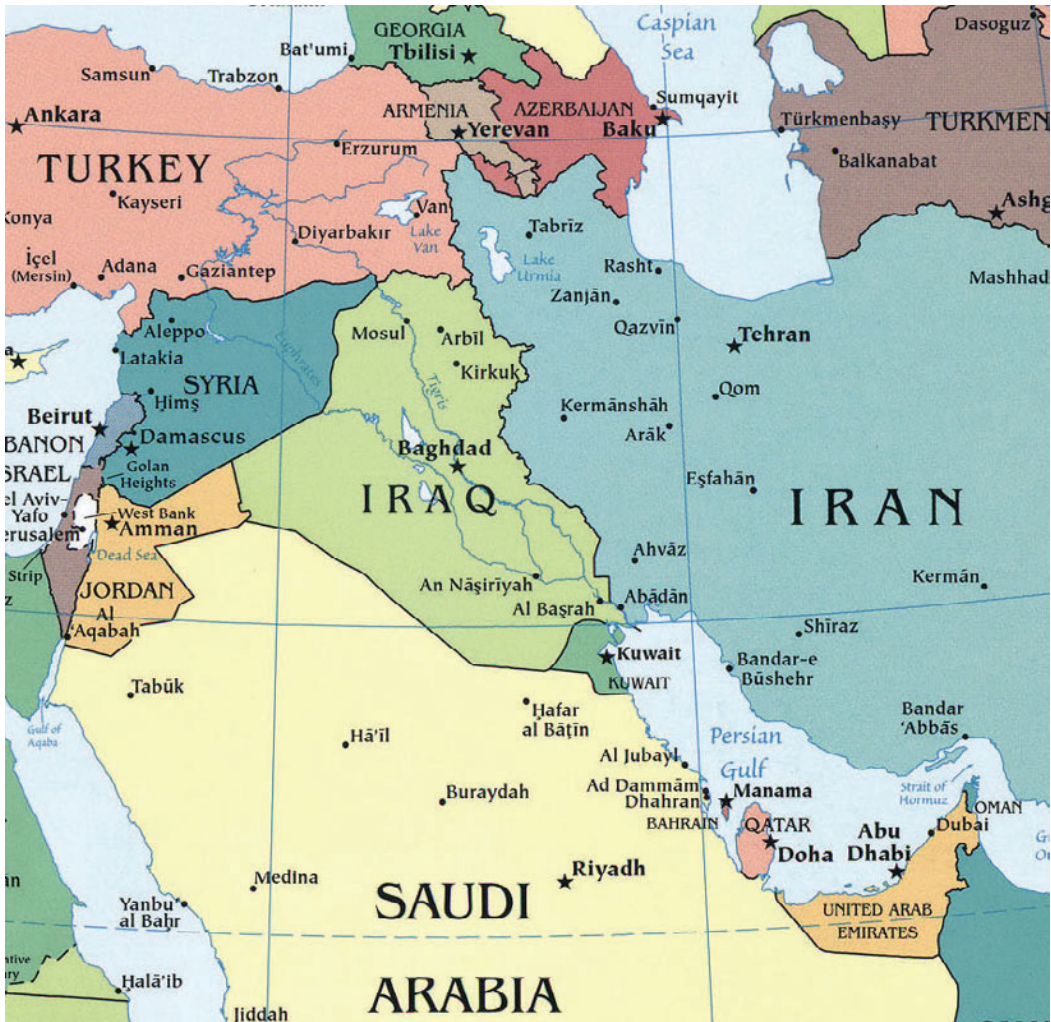 GEORGIA
Tbilisi
Caspian
Sea
Dasoguz
Bat'umi
Samsun
Trabzon
ARMENIA
AZERBAIJAN
Sumqayit
Ankara
Yerevan
Baku
Türkmenbaşy
TURKMEN
Erzurum
Balkanabat
TURKEY
Kayseri
Van
Ashg
Konya
Lake
Van
Tabrīz
Diyarbakır
Lake
Urmia
İçel
(Mersin)
Adana
Gaziantep
Rasht
Mashhad
Zanjān
Aleppo
Mosul
Arbīl
Qazvīn
Tehran
a
Latakia
Euphrates
Kirkuk
SYRIA
Tigris
Qom
Ḩimş
Beirut
Kermānshāh
Arāk
BANON
Damascus
Baghdad
SRAEL
Golan
Heights
Eşfahān
el Aviv-
Yafo
West Bank
IRAQ
IRAN
erusalem
Amman
Dead Sea
Ahvāz
Strip
An Nāşirīyah
Kermān
JORDAN
Al Başrah
Ābādān
Al
'Aqabah
Shīraz
Kuwait
KUWAIT
Bandar-e
Būshehr
Tabūk
Hafar
al Bāţin
Bandar
'Abbās
Gulf of
Aqaba
Hā'īl
Persian
Gulf
Al Jubayl
Strait of
Hormuz
Buraydah
Ad Dammām
Dhahran
Manama
OMAN
BAHRAIN
QATAR
Dubai
Doha
Abu
Dhabi
Medina
Riyadh
Yanbu'
al Bahr
SAUDI
UNITED ARAB
EMIRATES
ARABIA
Ḩalā'ib
Jiddah